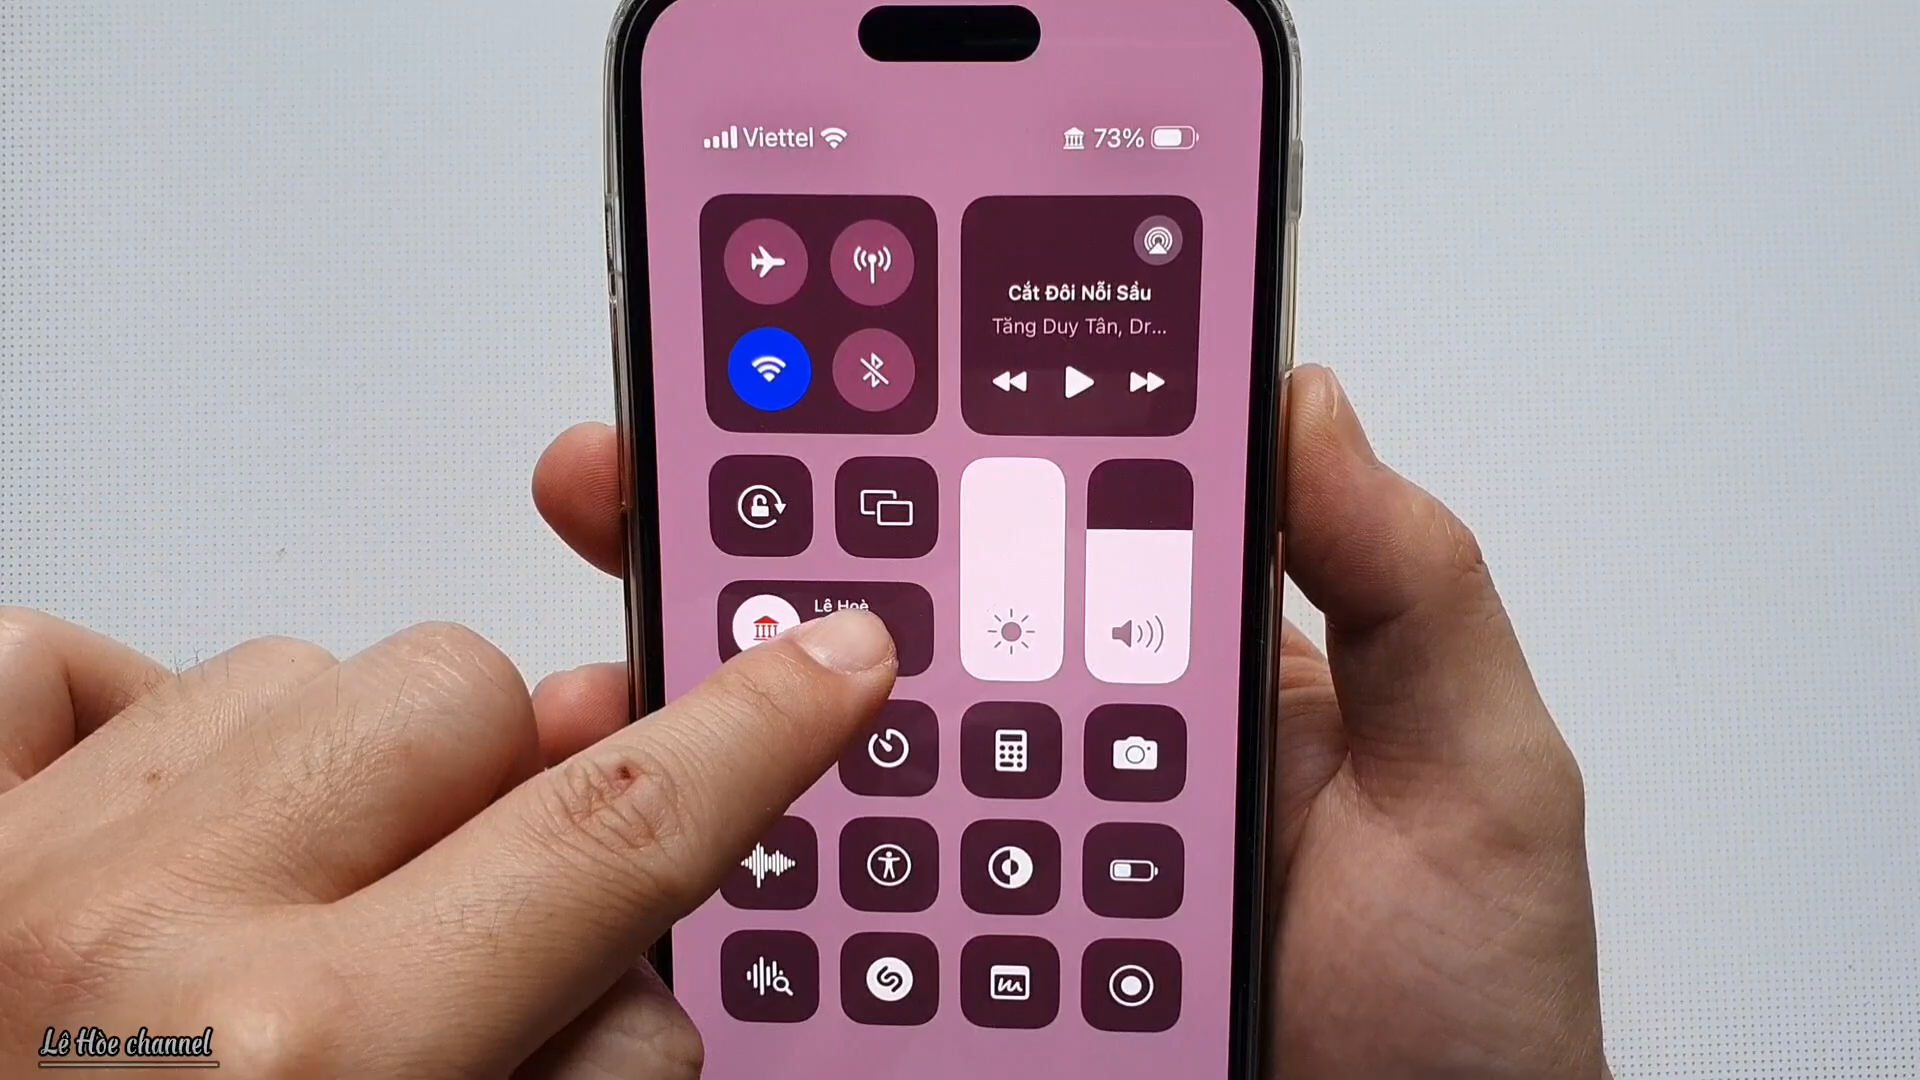 Viettel
73%
Cắt Đôi Nỗi Sầu
Tăng Duy Tân, Dr...
Lê Hoè
Lê Hòe channel